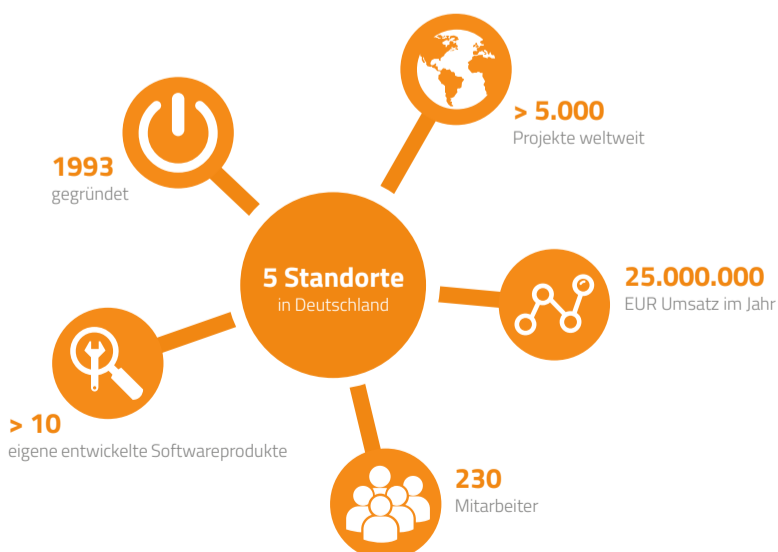 > 5.000
Projekte weltweit
1993
gegründet
5 Standorte
in Deutschland
25.000.000
EUR Umsatz im Jahr
> 10
eigene entwickelte Softwareprodukte
230
Mitarbeiter